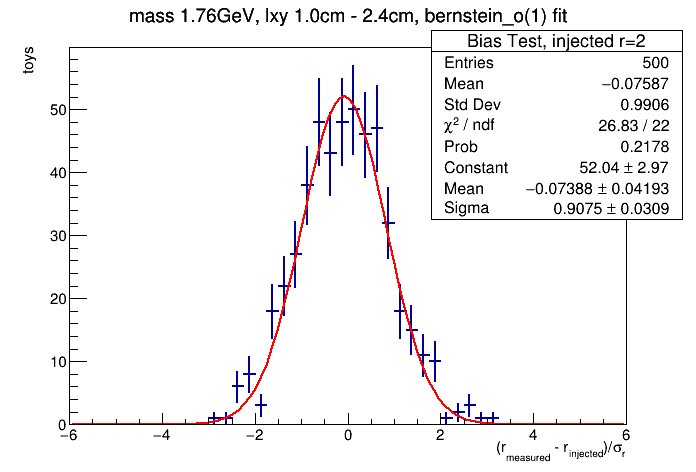 mass 1.76GeV, lxy 1.0cm - 2.4cm, bernstein_o(1) fit
toys
Bias Test, injected r=2
Entries 500
Mean −0.07587
Std Dev 0.9906
χ² / ndf 26.83 / 22
Prob 0.2178
Constant 52.04 ± 2.97
Mean −0.07388 ± 0.04193
Sigma 0.9075 ± 0.0309
50
40
30
20
10
0
−6 −4 −2 0 2 4 6
(r_measured - r_injected)/σ_r